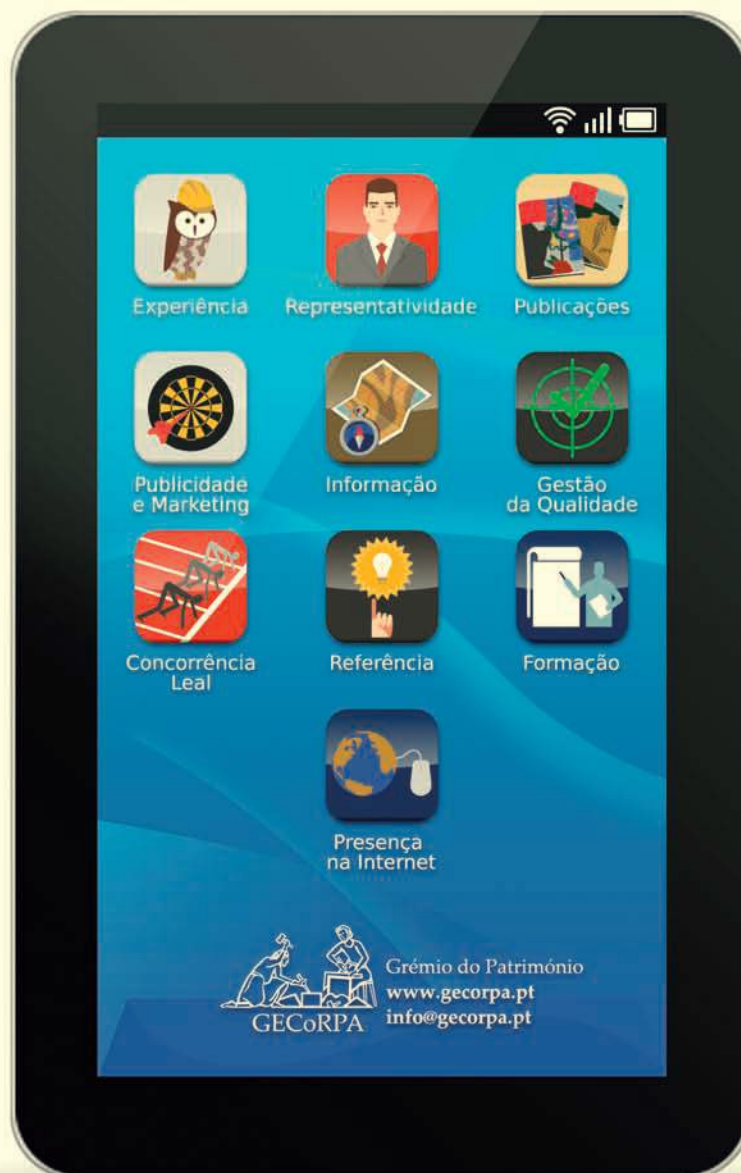 Experiência
Representatividade
Publicações
Publicidade
e Marketing
Informação
Gestão
da Qualidade
Concorrência
Leal
Referência
Formação
Presença
na Internet
GECoRPA
Grémio do Património
www.gecorpa.pt
info@gecorpa.pt